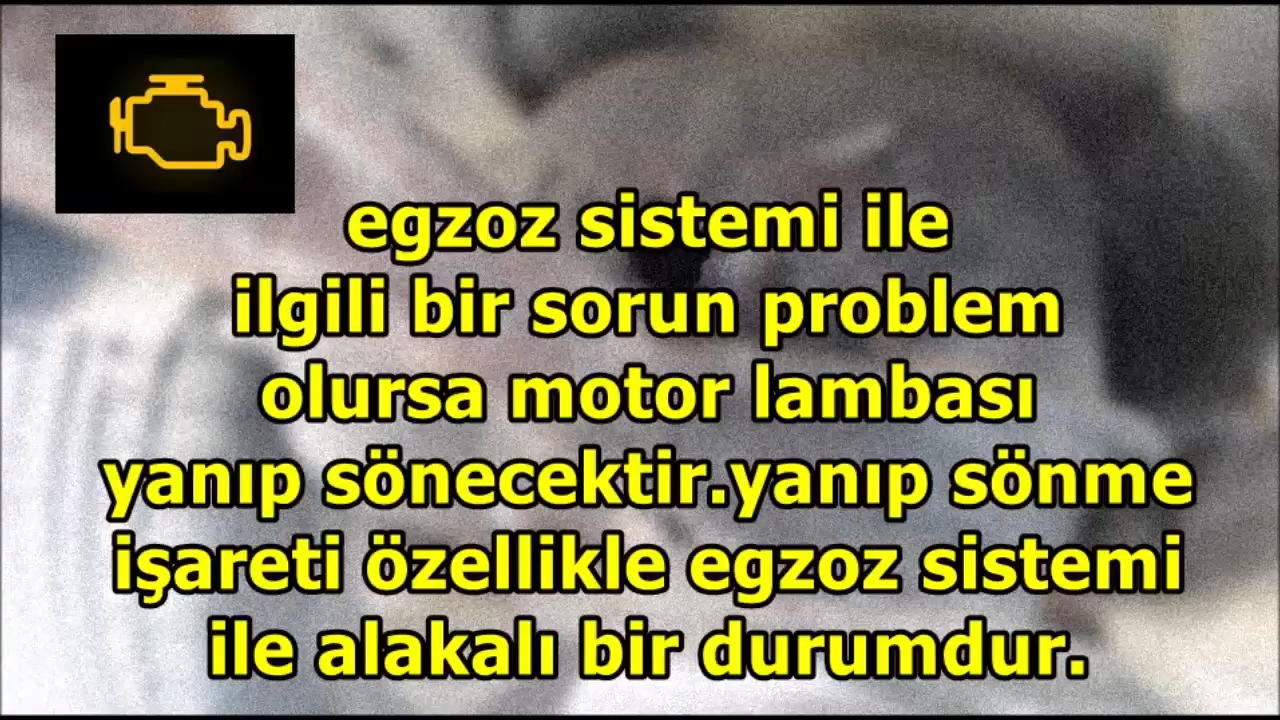 egzoz sistemi ile
ilgili bir sorun problem
olursa motor lambası
yanıp sönecektir.yanıp sönme
işareti özellikle egzoz sistemi
ile alakalı bir durumdur.